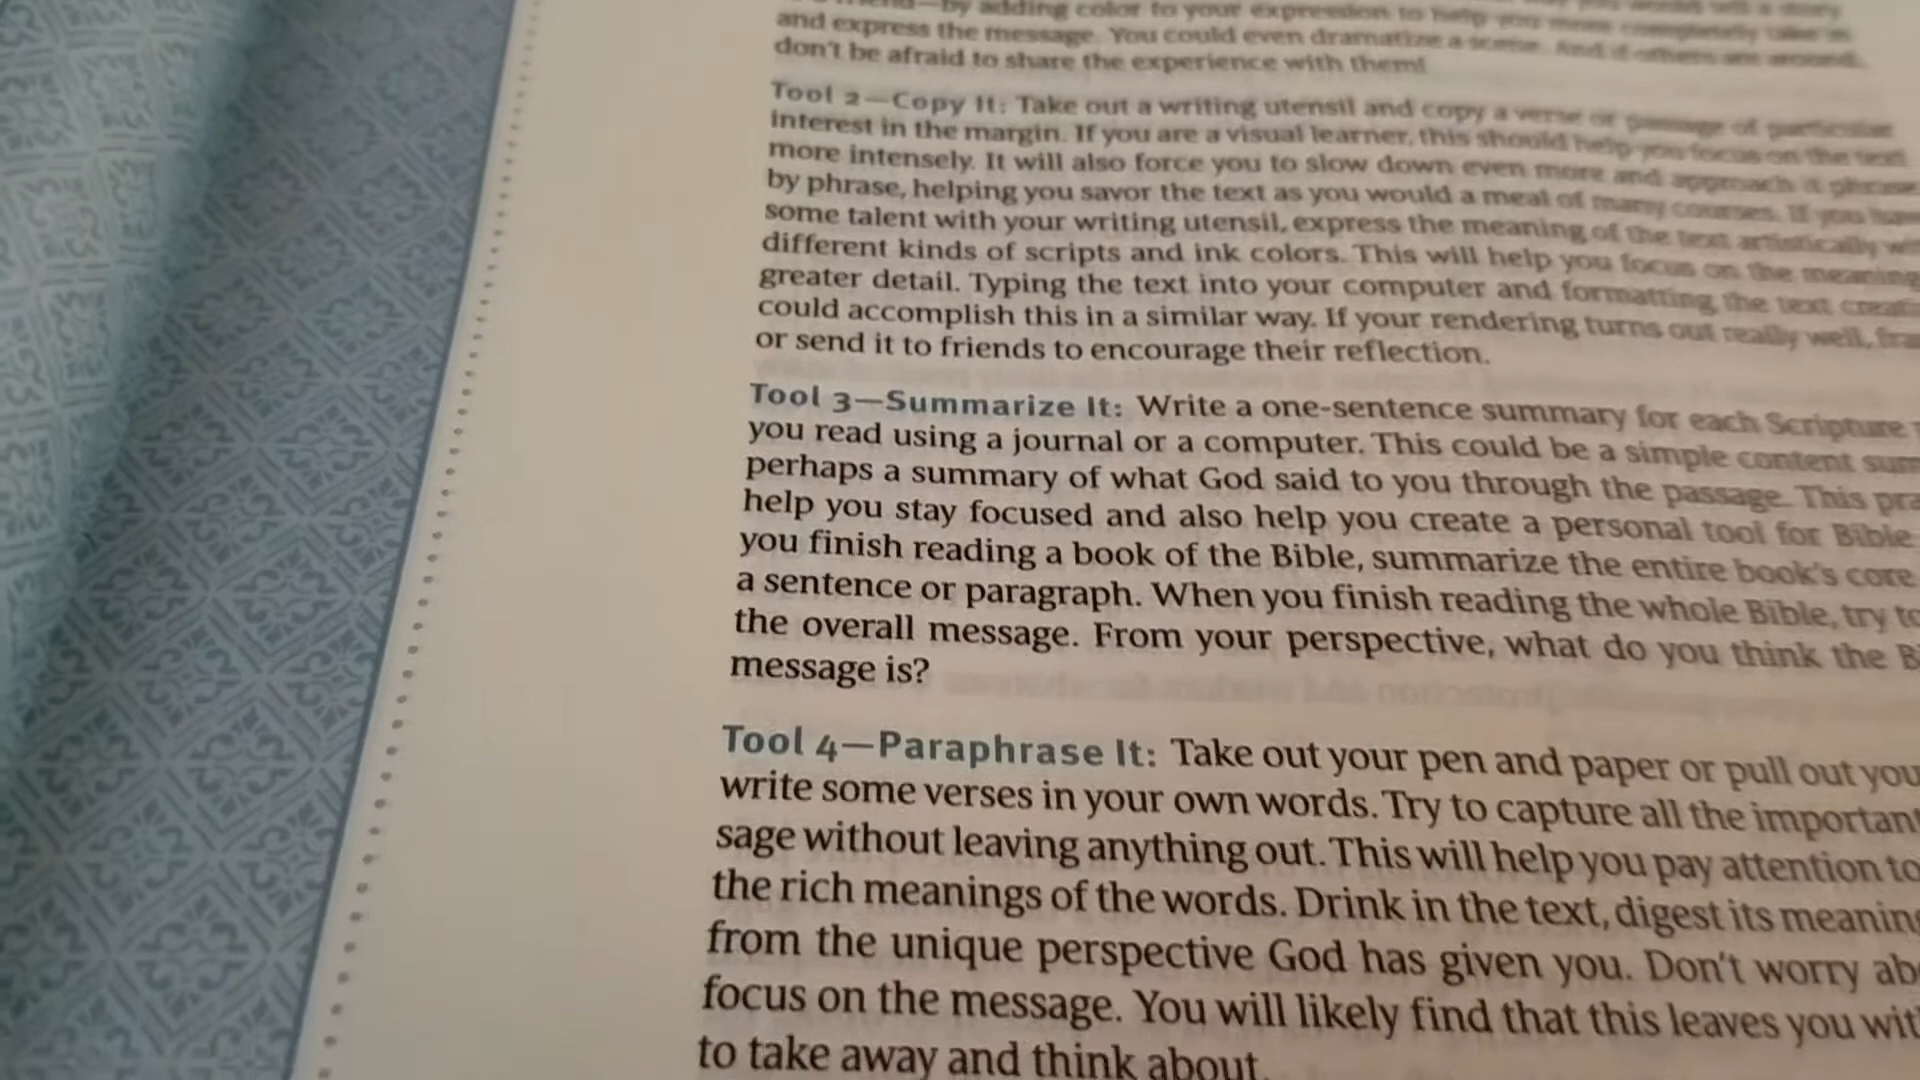 by adding color to your expression to help you more completely take in
and express the message. You could even dramatize a scene. And if others are around,
don't be afraid to share the experience with them!
Tool 2—Copy It: Take out a writing utensil and copy a verse or passage of particular
interest in the margin. If you are a visual learner, this should help you focus on the text
more intensely. It will also force you to slow down even more and approach it phrase
by phrase, helping you savor the text as you would a meal of many courses. If you have
some talent with your writing utensil, express the meaning of the text artistically
different kinds of scripts and ink colors. This will help you focus on the meaning
greater detail. Typing the text into your computer and formatting the text
could accomplish this in a similar way. If your rendering turns out really well,
or send it to friends to encourage their reflection.
Tool 3—Summarize It: Write a one-sentence summary for each Scripture
you read using a journal or a computer. This could be a simple content
perhaps a summary of what God said to you through the passage. This
help you stay focused and also help you create a personal tool for Bible
you finish reading a book of the Bible, summarize the entire book's core
a sentence or paragraph. When you finish reading the whole Bible, try
the overall message. From your perspective, what do you think the
message is?
Tool 4—Paraphrase It: Take out your pen and paper or pull out
write some verses in your own words. Try to capture all the important
sage without leaving anything out. This will help you pay attention to
the rich meanings of the words. Drink in the text, digest its
from the unique perspective God has given you. Don't worry
focus on the message. You will likely find that this leaves you
to take away and think about.